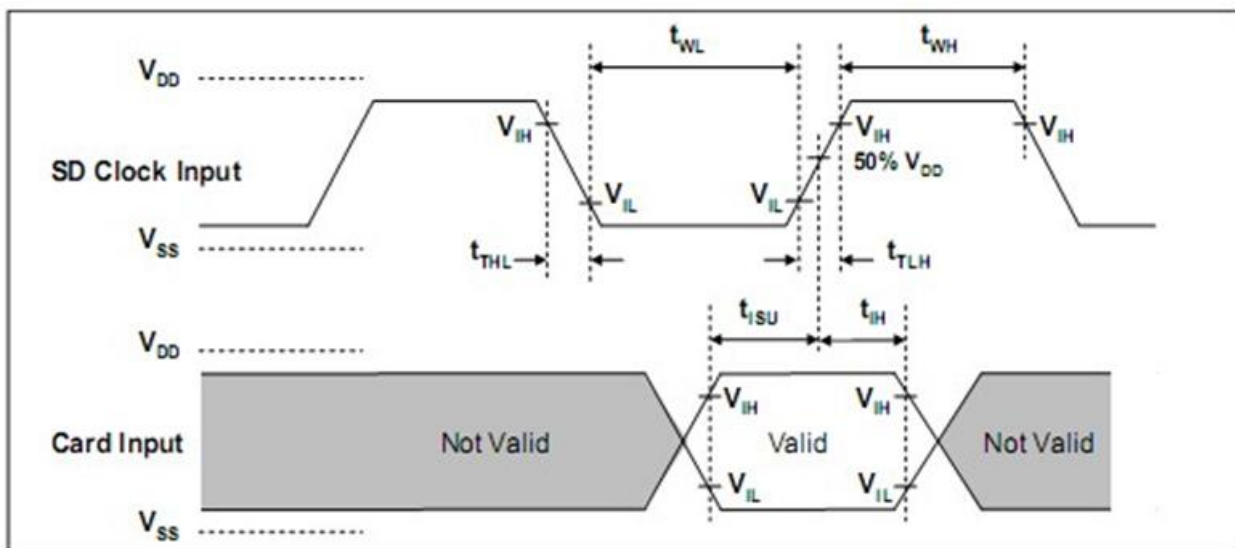 t_WL t_WH
V_DD
V_IH V_IH V_IH
50% V_DD
SD Clock Input
V_IL V_IL
V_SS
t_THL t_TLH
t_ISU t_IH
V_DD
V_IH V_IH
Card Input Not Valid Valid Not Valid
V_IL V_IL
V_SS